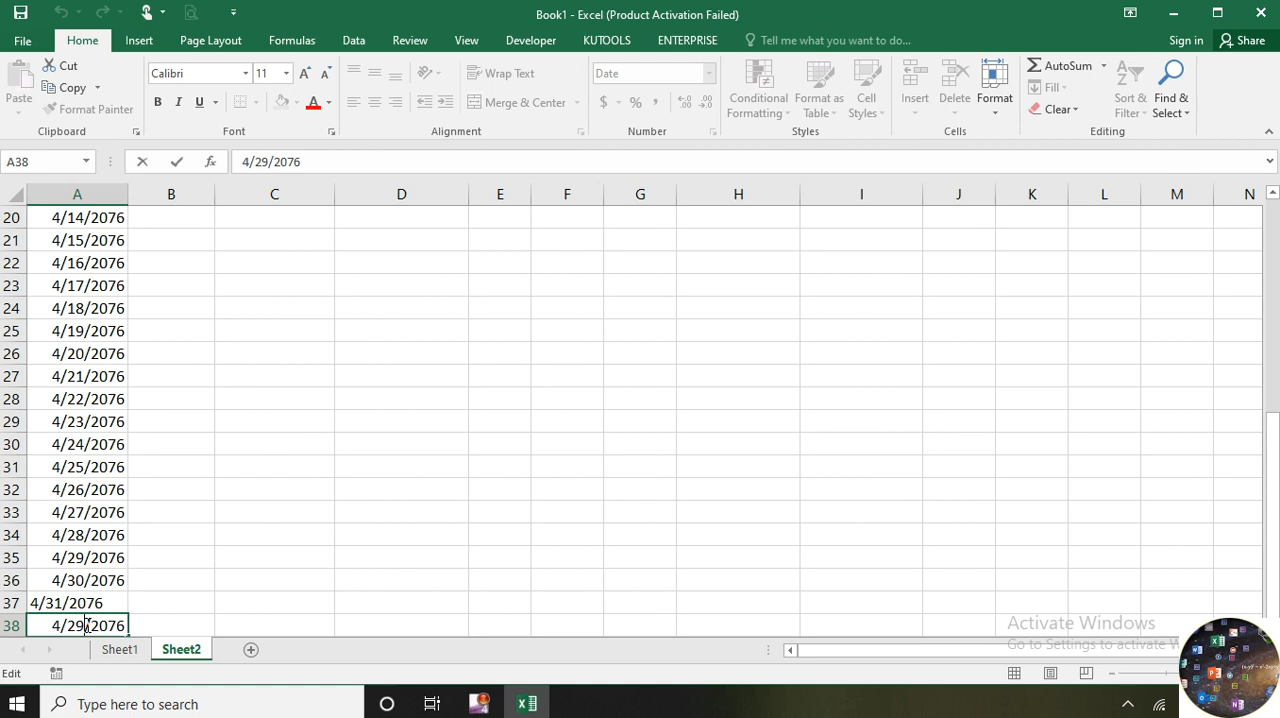 Book1 - Excel (Product Activation Failed)
File Home Insert Page Layout Formulas Data Review View Developer KUTOOLS ENTERPRISE Tell me what you want to do... Sign in Share
Paste Cut Copy Format Painter
Calibri 11
B I U A
Wrap Text
Merge & Center
Date
$ % ,
Conditional Formatting
Format as Table
Cell Styles
Insert Delete Format
AutoSum
Fill
Clear
Sort & Filter
Find & Select
Clipboard Font Alignment Number Styles Cells Editing
A38 fx 4/29/2076
A B C D E F G H I J K L M N
20 4/14/2076
21 4/15/2076
22 4/16/2076
23 4/17/2076
24 4/18/2076
25 4/19/2076
26 4/20/2076
27 4/21/2076
28 4/22/2076
29 4/23/2076
30 4/24/2076
31 4/25/2076
32 4/26/2076
33 4/27/2076
34 4/28/2076
35 4/29/2076
36 4/30/2076
37 4/31/2076
38 4/29/2076
Activate Windows
Go to Settings to activate
Sheet1 Sheet2
Edit
Type here to search